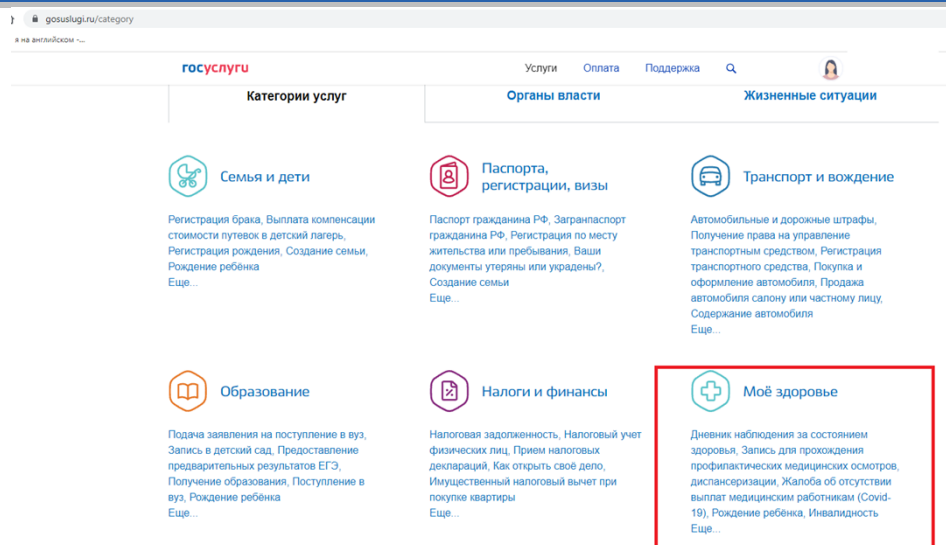 gosuslugi.ru/category
я на английском -...
госуслуги
Услуги Оплата Поддержка
Категории услуг
Органы власти
Жизненные ситуации
Семья и дети
Регистрация брака, Выплата компенсации
стоимости путевок в детский лагерь,
Регистрация рождения, Создание семьи,
Рождение ребёнка
Еще...
Паспорта,
регистрации, визы
Паспорт гражданина РФ, Загранпаспорт
гражданина РФ, Регистрация по месту
жительства или пребывания, Ваши
документы утеряны или украдены?,
Создание семьи
Еще...
Транспорт и вождение
Автомобильные и дорожные штрафы,
Получение права на управление
транспортным средством, Регистрация
транспортного средства, Покупка и
оформление автомобиля, Продажа
автомобиля салону или частному лицу,
Содержание автомобиля
Еще...
Образование
Подача заявления на поступление в вуз,
Запись в детский сад, Предоставление
предварительных результатов ЕГЭ,
Получение образования, Поступление в
вуз, Рождение ребёнка
Еще...
Налоги и финансы
Налоговая задолженность, Налоговый учет
физических лиц, Прием налоговых
деклараций, Как открыть своё дело,
Имущественный налоговый вычет при
покупке квартиры
Еще...
Моё здоровье
Дневник наблюдения за состоянием
здоровья, Запись для прохождения
профилактических медицинских осмотров,
диспансеризации, Жалоба об отсутствии
выплат медицинским работникам (Covid-
19), Рождение ребёнка, Инвалидность
Еще...